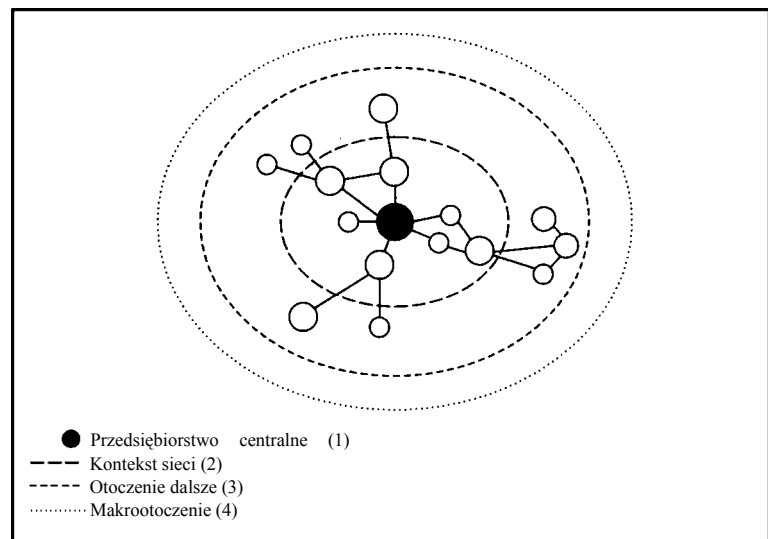 Przedsiębiorstwo centralne (1)
Kontekst sieci (2)
Otoczenie dalsze (3)
Makrootoczenie (4)